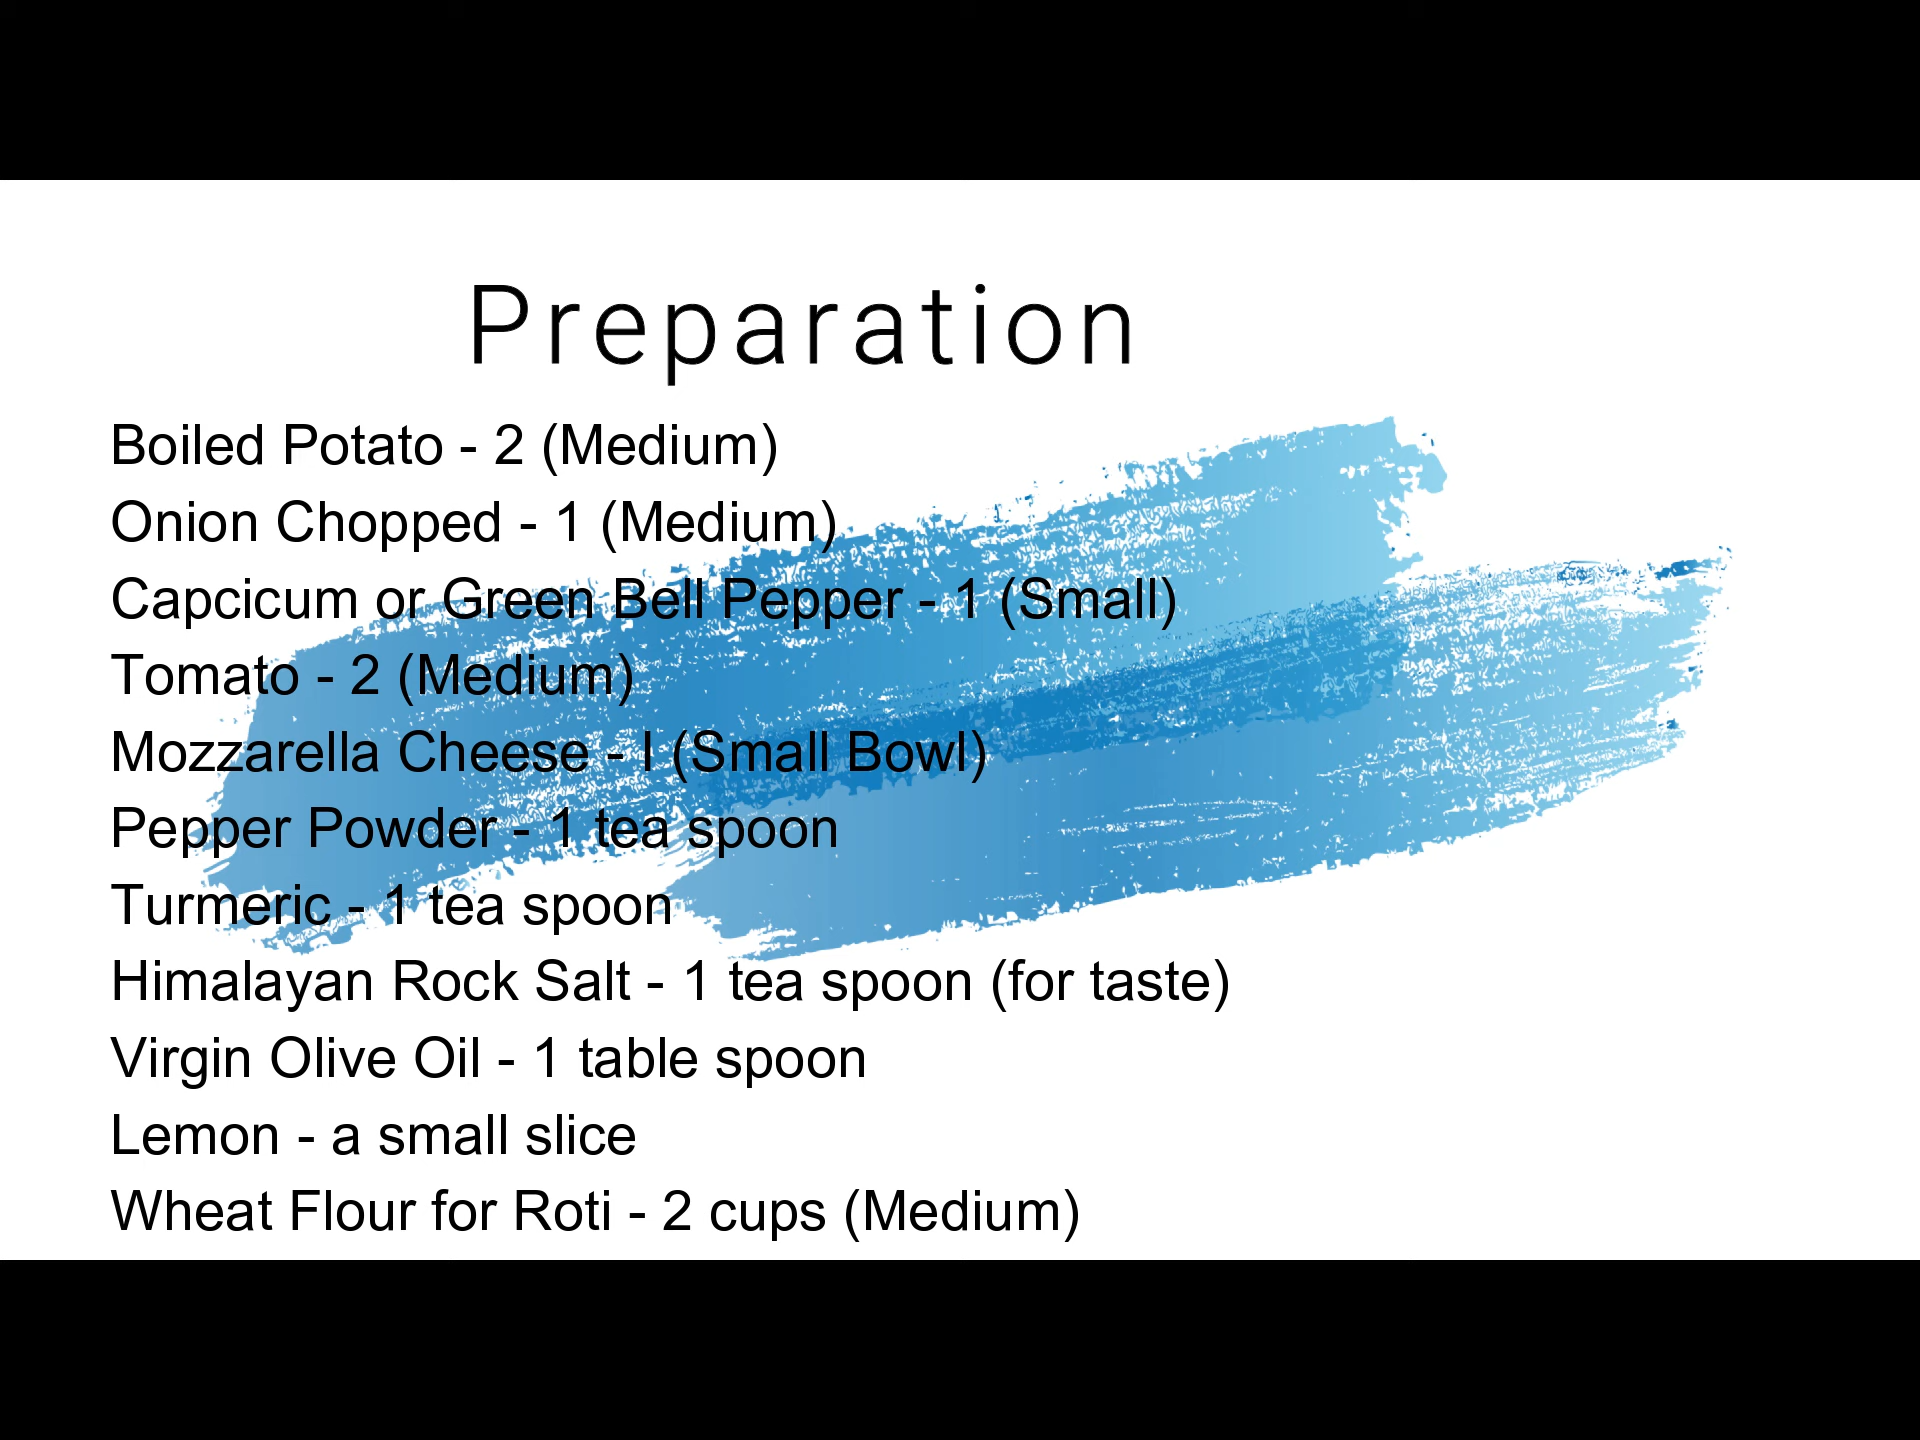 Preparation
Boiled Potato - 2 (Medium)
Onion Chopped - 1 (Medium)
Capcicum or Green Bell Pepper - 1 (Small)
Tomato - 2 (Medium)
Mozzarella Cheese - I (Small Bowl)
Pepper Powder - 1 tea spoon
Turmeric - 1 tea spoon
Himalayan Rock Salt - 1 tea spoon (for taste)
Virgin Olive Oil - 1 table spoon
Lemon - a small slice
Wheat Flour for Roti - 2 cups (Medium)